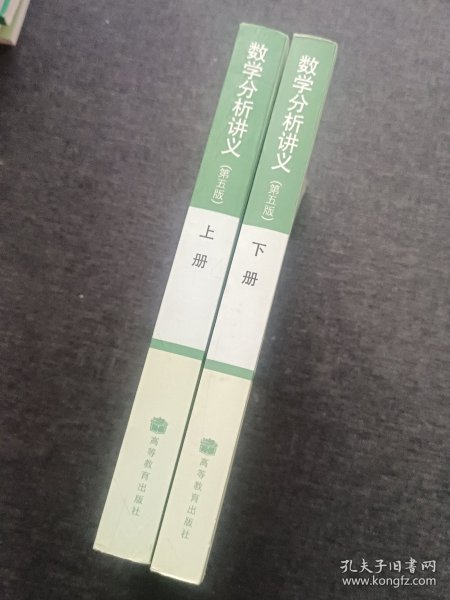 数学分析讲义
(第五版)
上册
高等教育出版社
数学分析讲义
(第五版)
下册
高等教育出版社
孔夫子旧书网
www.kongfz.com